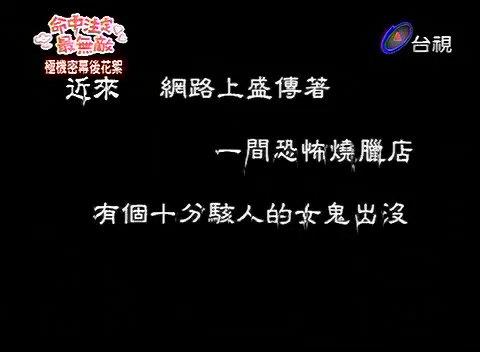 命中注定
最無敵
極機密幕後花絮
台視
近來 網路上盛傳著
一間恐怖燒臘店
有個十分駭人的女鬼出沒